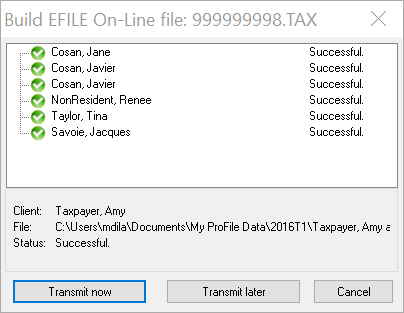 Build EFILE On-Line file: 999999998.TAX
Cosan, Jane Successful.
Cosan, Javier Successful.
Cosan, Javier Successful.
NonResident, Renee Successful.
Taylor, Tina Successful.
Savoie, Jacques Successful.
Client: Taxpayer, Amy
File: C:\Users\mdila\Documents\My ProFile Data\2016T1\Taxpayer, Amy a
Status: Successful.
Transmit now Transmit later Cancel